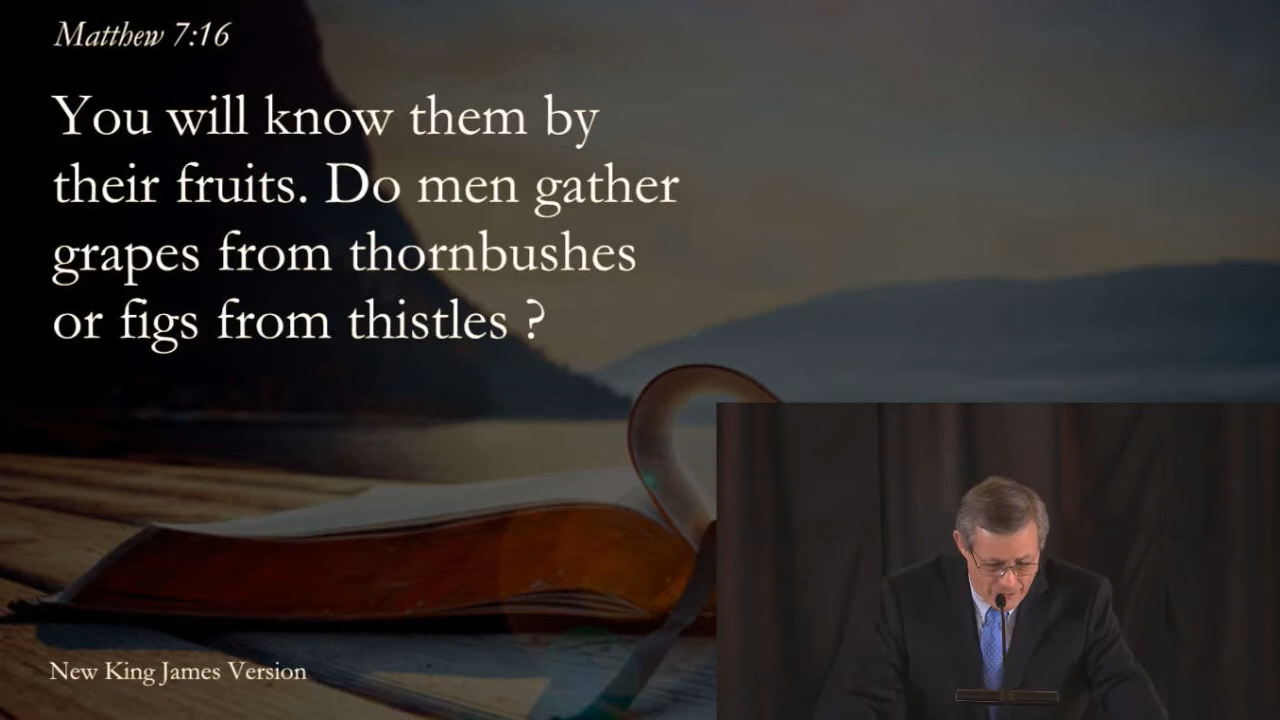 Matthew 7:16
You will know them by
their fruits. Do men gather
grapes from thornbushes
or figs from thistles ?
New King James Version